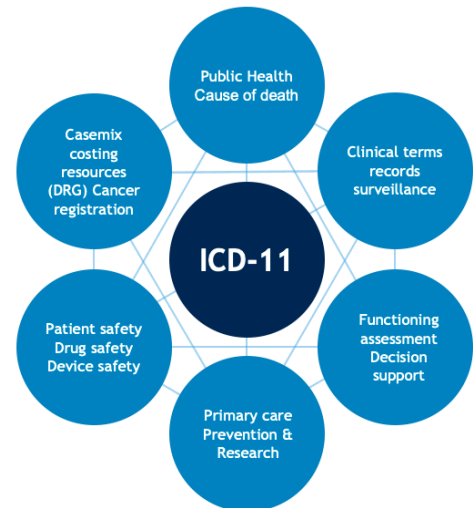 Public Health
Cause of death
Casemix
costing
resources
(DRG) Cancer
registration
Clinical terms
records
surveillance
ICD-11
Patient safety
Drug safety
Device safety
Functioning
assessment
Decision
support
Primary care
Prevention &
Research